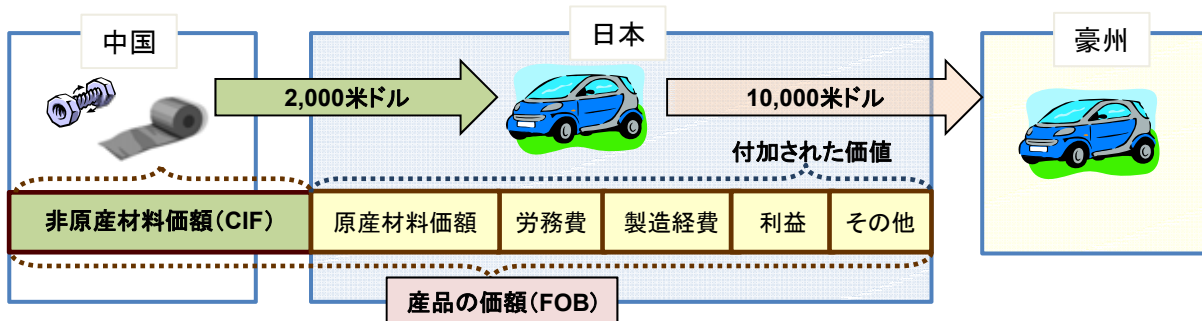 中国
日本
豪州
2,000米ドル
10,000米ドル
付加された価値
非原産材料価額(CIF)
原産材料価額
労務費
製造経費
利益
その他
産品の価額(FOB)